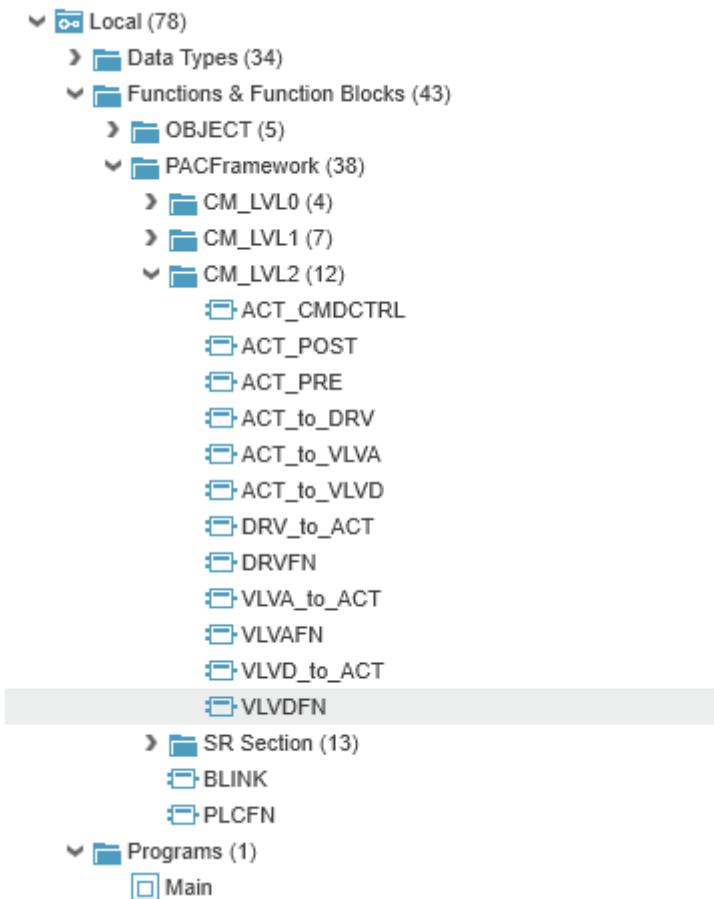 Local (78)
Data Types (34)
Functions & Function Blocks (43)
OBJECT (5)
PACFramework (38)
CM_LVL0 (4)
CM_LVL1 (7)
CM_LVL2 (12)
ACT_CMDCTRL
ACT_POST
ACT_PRE
ACT_to_DRV
ACT_to_VLVA
ACT_to_VLVD
DRV_to_ACT
DRVFN
VLVA_to_ACT
VLVAFN
VLVD_to_ACT
VLVDFN
SR Section (13)
BLINK
PLCFN
Programs (1)
Main